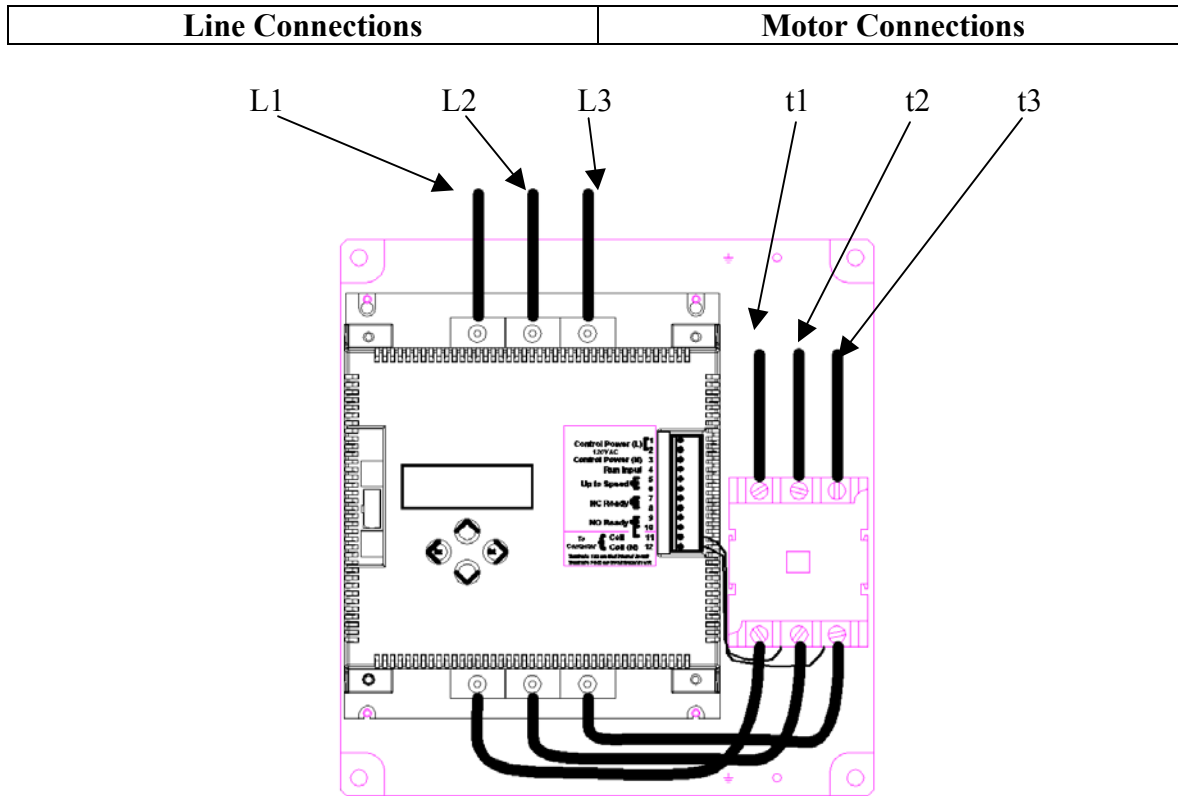 Line Connections
Motor Connections
L1 L2 L3 t1 t2 t3
Control Power (L) 1
120VAC 2
Control Power (N) 3
Run Input 4
Up to Speed 5
6
NC Ready 7
8
NO Ready 9
10
To Contactor
Coil 11
Coil (N) 12